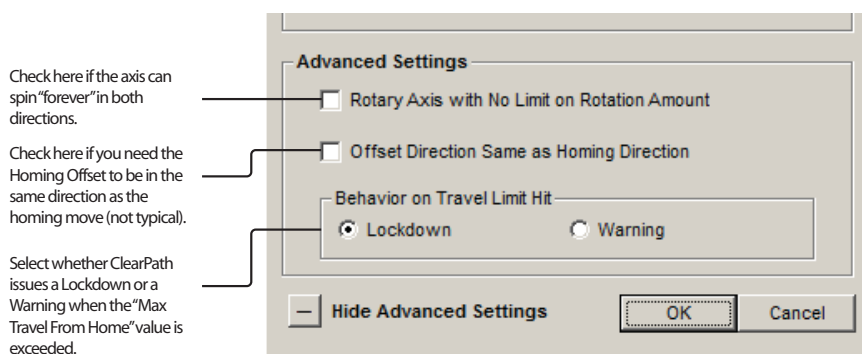 Check here if the axis can
spin “forever” in both
directions.
Check here if you need the
Homing Offset to be in the
same direction as the
homing move (not typical).
Select whether ClearPath
issues a Lockdown or a
Warning when the “Max
Travel From Home” value is
exceeded.
Advanced Settings
Rotary Axis with No Limit on Rotation Amount
Offset Direction Same as Homing Direction
Behavior on Travel Limit Hit
Lockdown Warning
Hide Advanced Settings OK Cancel